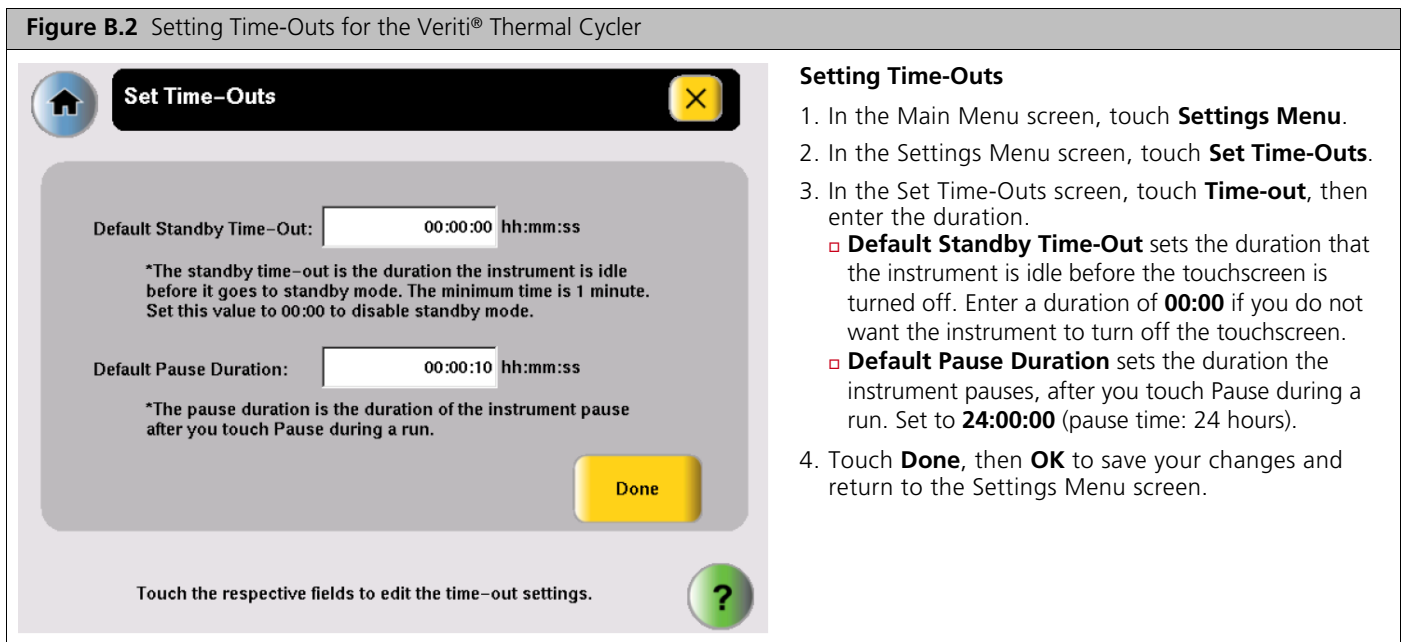 Figure B.2 Setting Time-Outs for the Veriti® Thermal Cycler
Set Time–Outs
Default Standby Time–Out: 00:00:00 hh:mm:ss
*The standby time–out is the duration the instrument is idle
before it goes to standby mode. The minimum time is 1 minute.
Set this value to 00:00 to disable standby mode.
Default Pause Duration: 00:00:10 hh:mm:ss
*The pause duration is the duration of the instrument pause
after you touch Pause during a run.
Done
Touch the respective fields to edit the time–out settings.
?
Setting Time-Outs
1. In the Main Menu screen, touch Settings Menu.
2. In the Settings Menu screen, touch Set Time-Outs.
3. In the Set Time-Outs screen, touch Time-out, then
enter the duration.
Default Standby Time-Out sets the duration that
the instrument is idle before the touchscreen is
turned off. Enter a duration of 00:00 if you do not
want the instrument to turn off the touchscreen.
Default Pause Duration sets the duration the
instrument pauses, after you touch Pause during a
run. Set to 24:00:00 (pause time: 24 hours).
4. Touch Done, then OK to save your changes and
return to the Settings Menu screen.